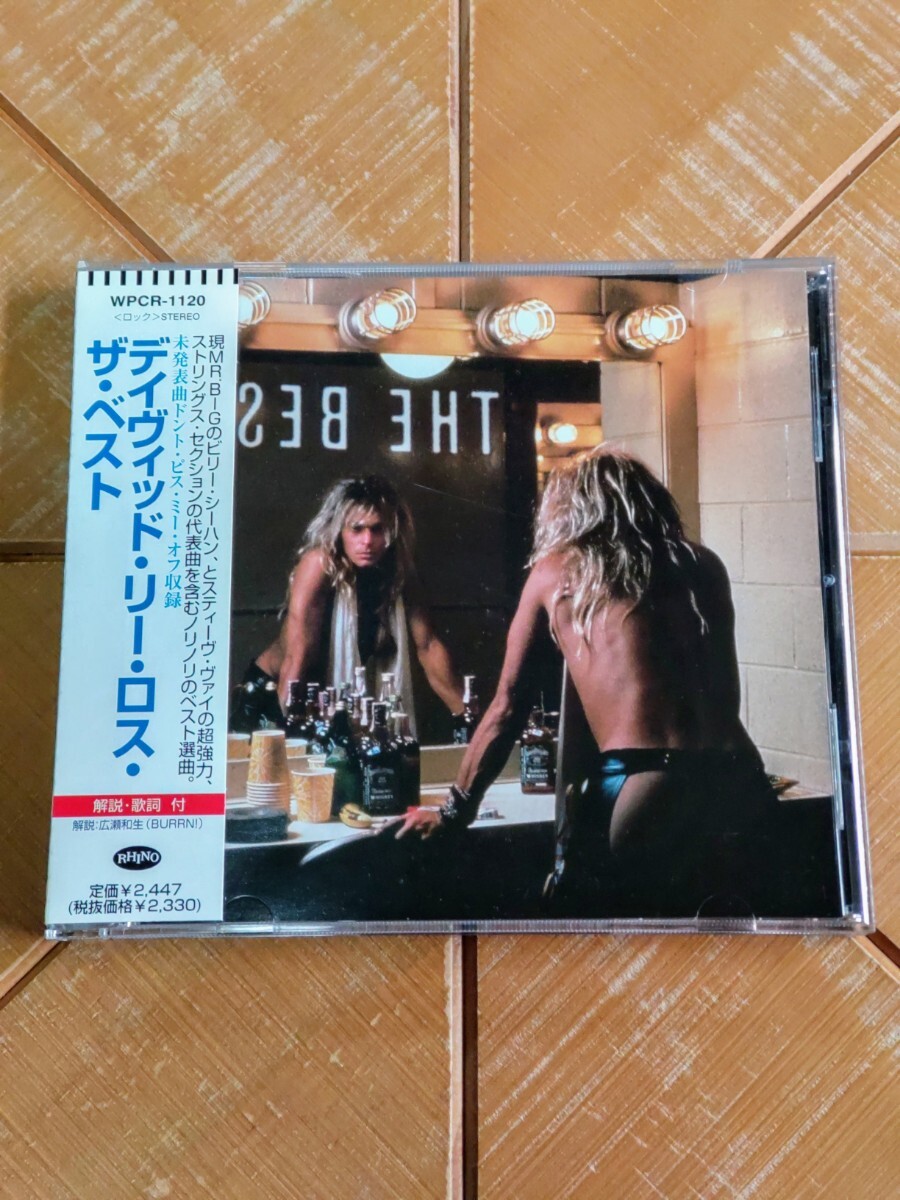 WPCR-1120
<ロック>STEREO
デイヴィッド・リー・ロス・
ザ・ベスト
未発表曲ドント・ピス・ミー・オフ収録
現MR.BIGのビリー・シーハン、とスティーヴ・ヴァイの超強力、
ストリングス・セクションの代表曲を含むノリノリのベスト選曲。
解説・歌詞 付
解説:広瀬和生(BURRN!)
RHINO
定価¥2,447
(税抜価格¥2,330)
THE BES